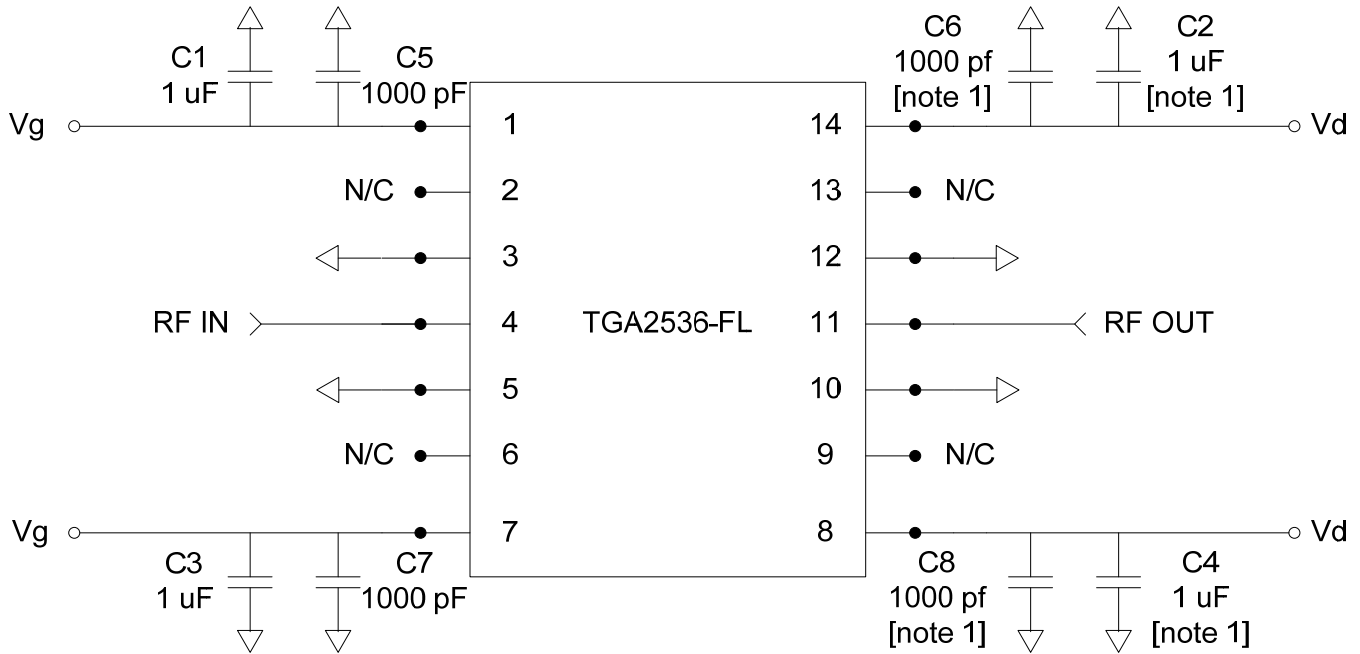 C1
1 uF
C5
1000 pF
C6
1000 pf
[note 1]
C2
1 uF
[note 1]
Vg
1
14
Vd
N/C
2
13
N/C
3
12
RF IN
4
TGA2536-FL
11
RF OUT
5
10
N/C
6
9
N/C
Vg
7
8
Vd
C3
1 uF
C7
1000 pF
C8
1000 pf
[note 1]
C4
1 uF
[note 1]